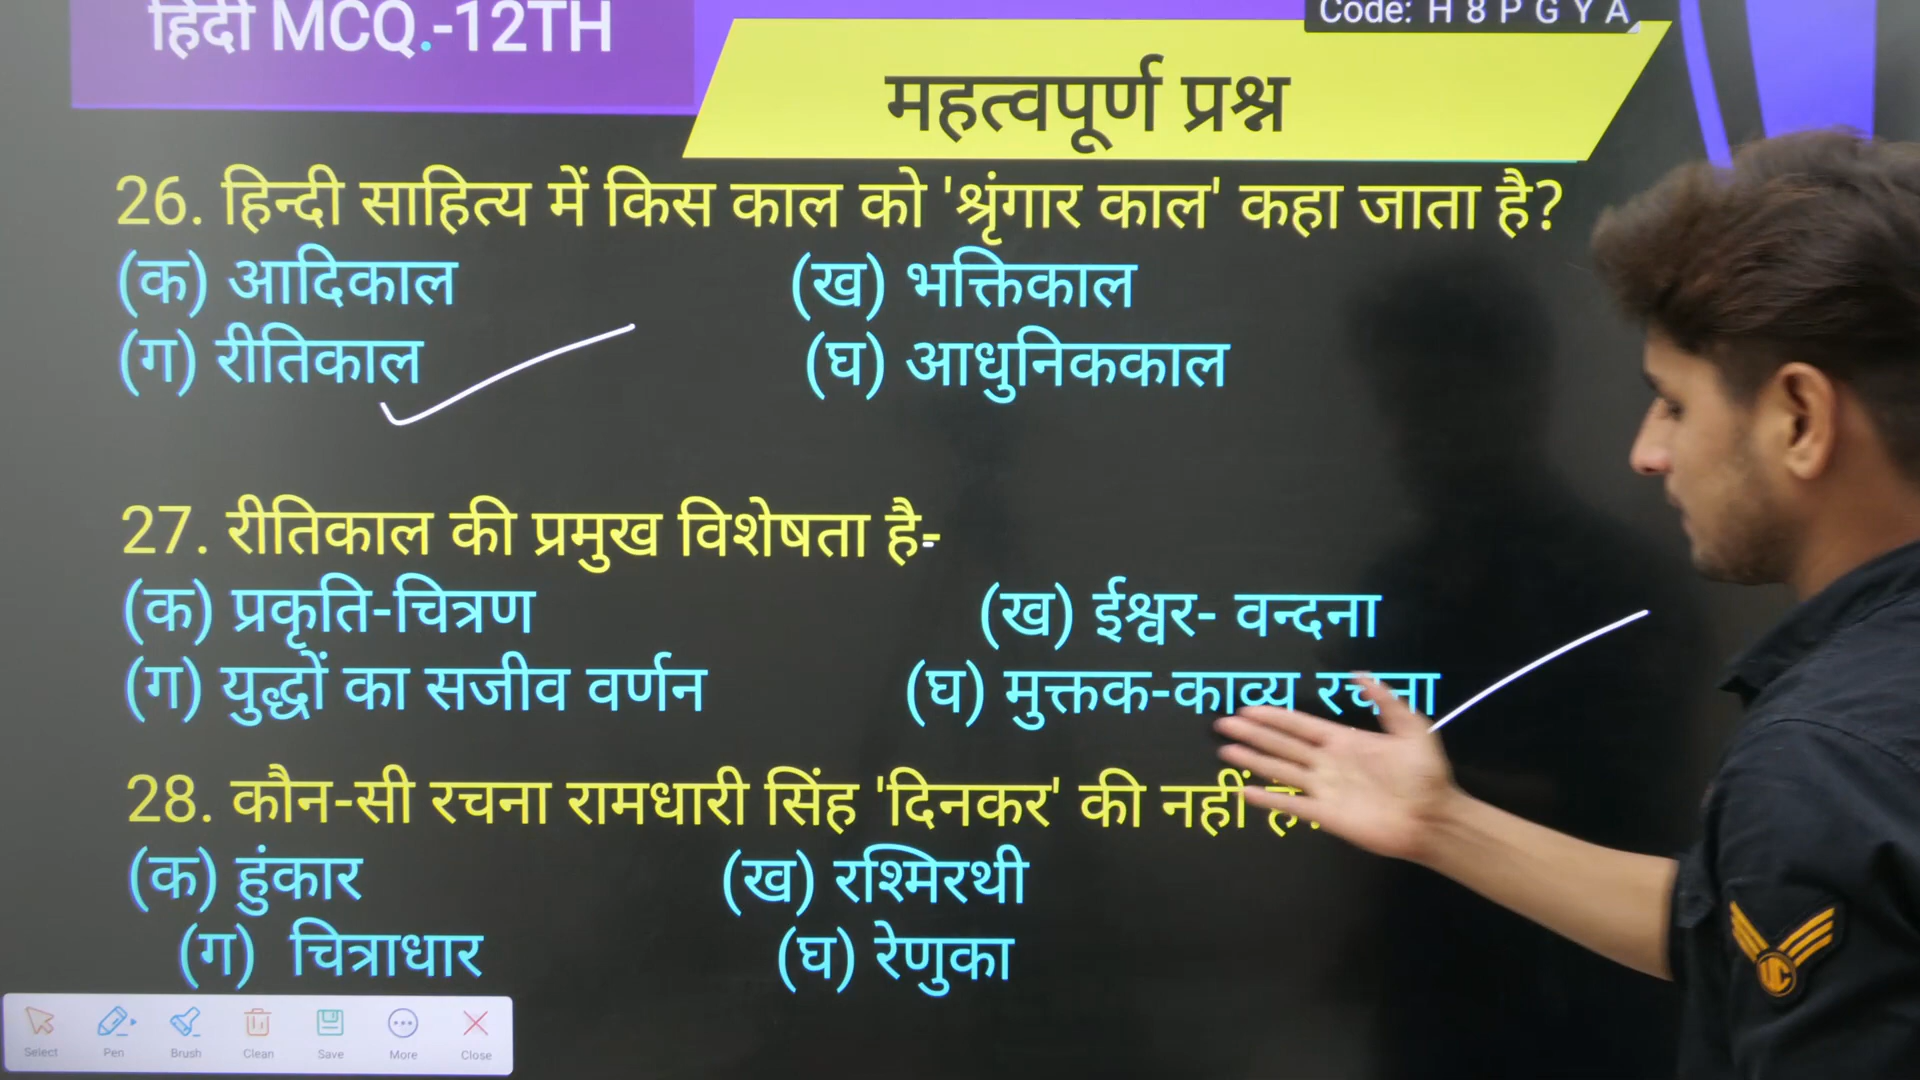 हिंदी MCQ.-12TH
Code: H 8 P G Y A
महत्वपूर्ण प्रश्न
26. हिन्दी साहित्य में किस काल को 'श्रृंगार काल' कहा जाता है?
(क) आदिकाल (ख) भक्तिकाल
(ग) रीतिकाल (घ) आधुनिककाल
27. रीतिकाल की प्रमुख विशेषता है-
(क) प्रकृति-चित्रण (ख) ईश्वर- वन्दना
(ग) युद्धों का सजीव वर्णन (घ) मुक्तक-काव्य रचना
28. कौन-सी रचना रामधारी सिंह 'दिनकर' की नहीं है?
(क) हुंकार (ख) रश्मिरथी
(ग) चित्राधार (घ) रेणुका
Select Pen Brush Clean Save More Close
UC